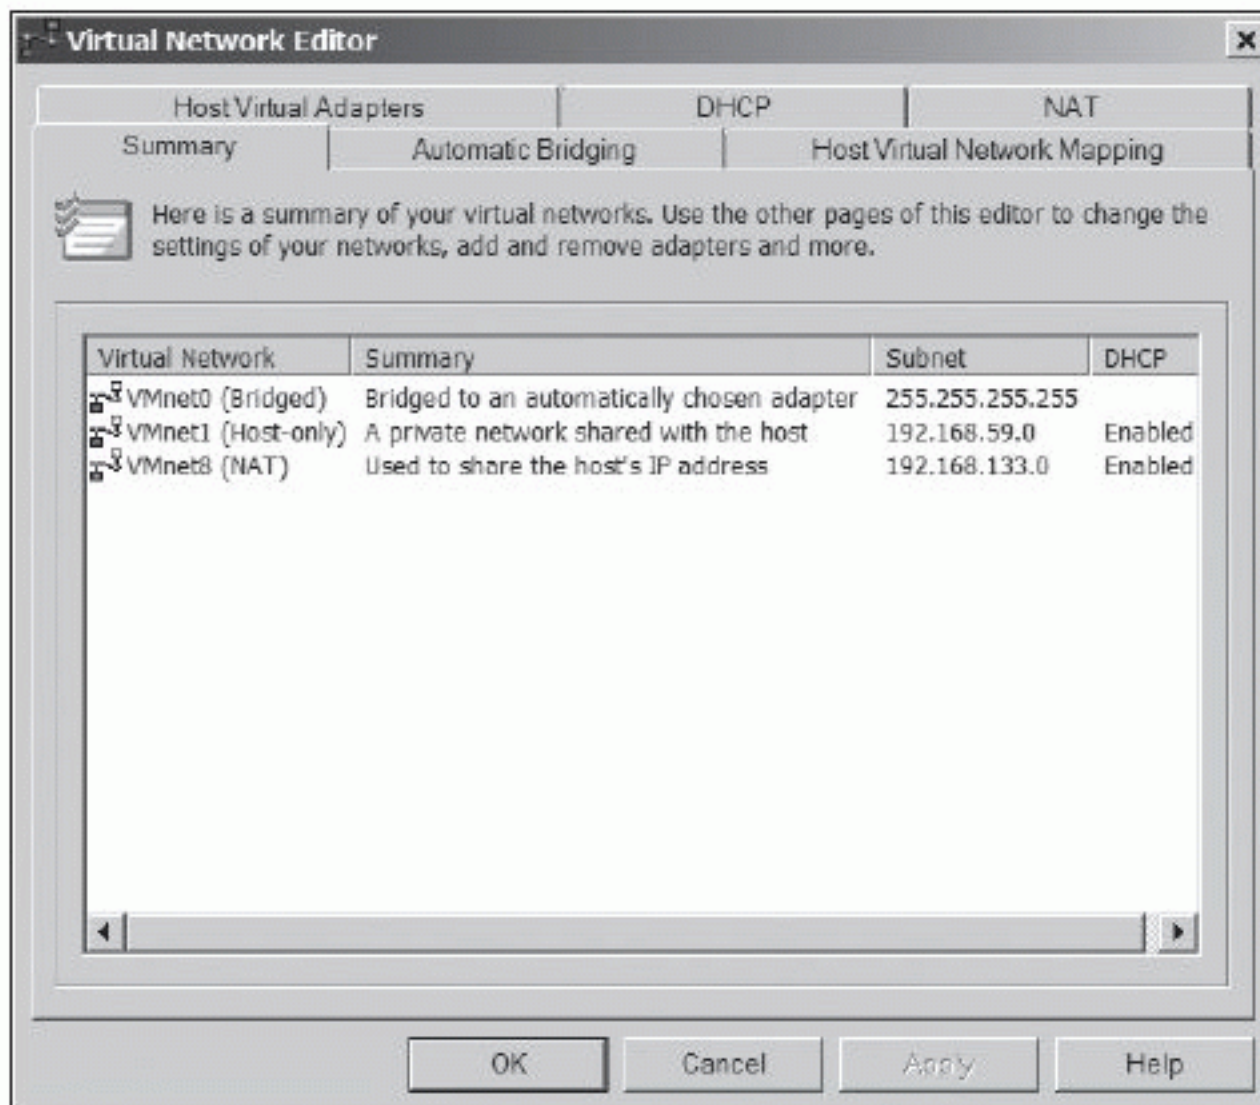 Virtual Network Editor
Host Virtual Adapters DHCP NAT
Summary Automatic Bridging Host Virtual Network Mapping
Here is a summary of your virtual networks. Use the other pages of this editor to change the
settings of your networks, add and remove adapters and more.
Virtual Network Summary Subnet DHCP
VMnet0 (Bridged) Bridged to an automatically chosen adapter 255.255.255.255
VMnet1 (Host-only) A private network shared with the host 192.168.59.0 Enabled
VMnet8 (NAT) Used to share the host's IP address 192.168.133.0 Enabled
OK Cancel Apply Help